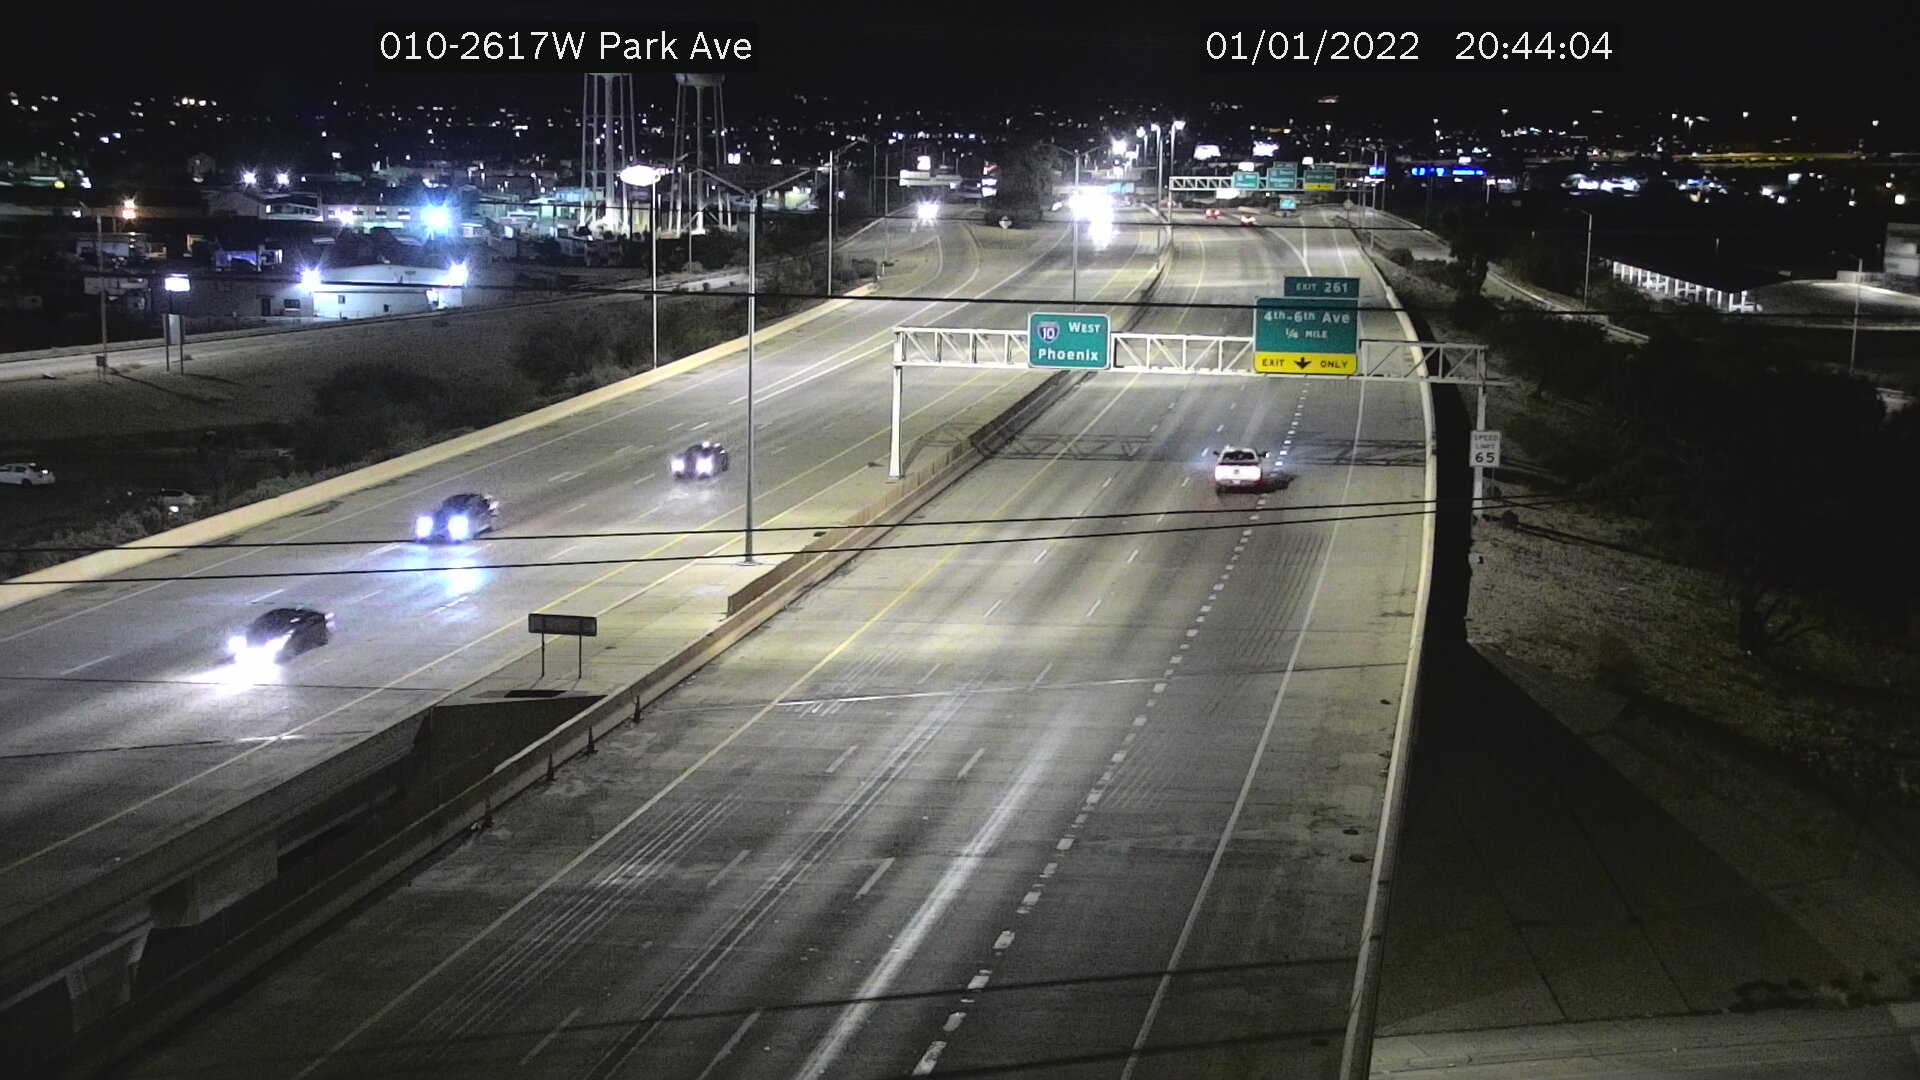 010-2617W Park Ave
01/01/2022 20:44:04
EXIT 261
4th-6th Ave
1/4 MILE
EXIT ONLY
10 WEST
Phoenix
SPEED
LIMIT
65